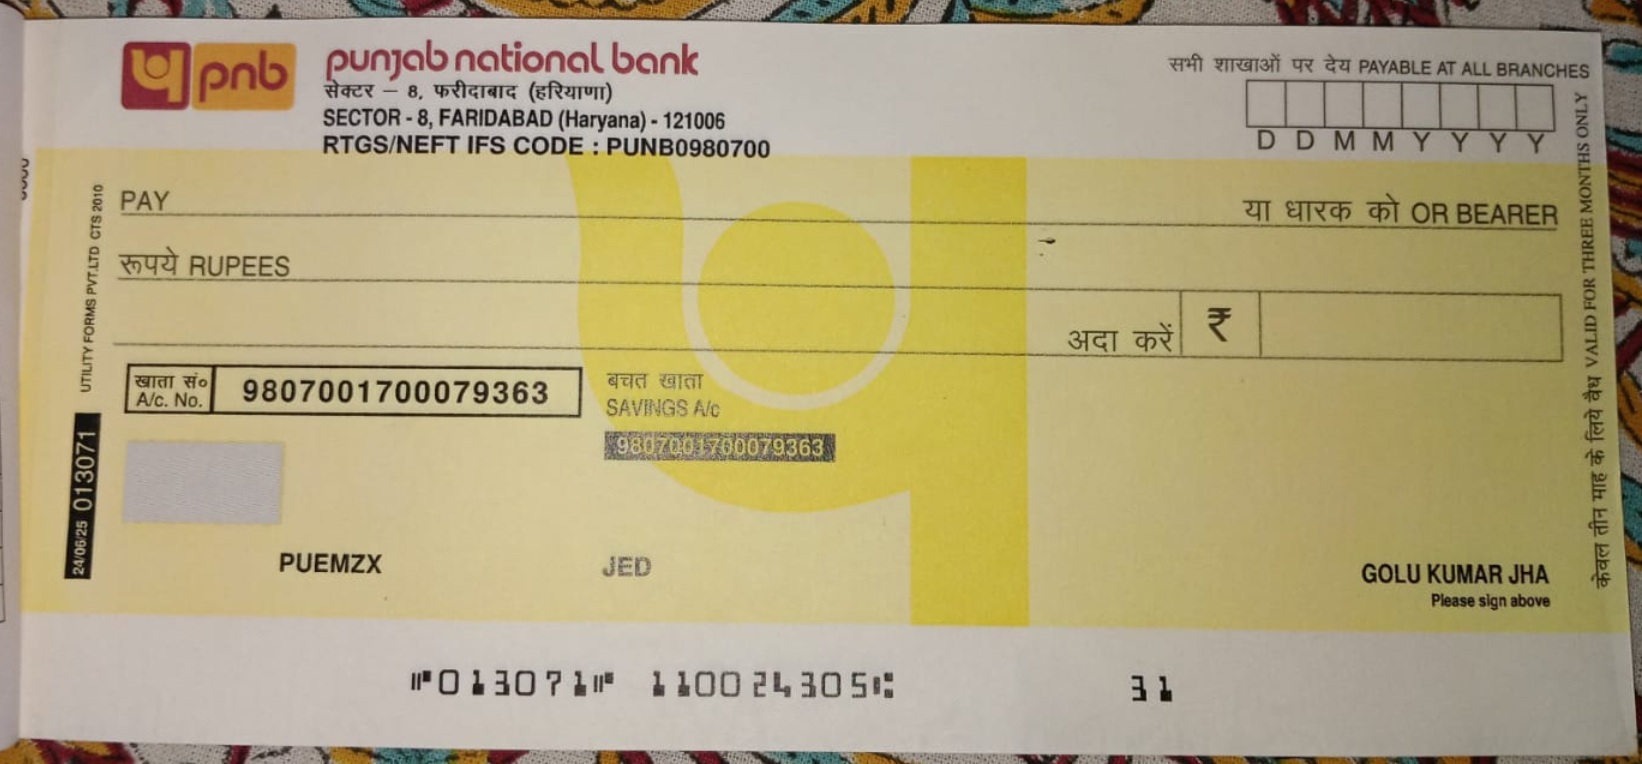 प pnb
punjab national bank
सेक्टर – 8, फरीदाबाद (हरियाणा)
SECTOR - 8, FARIDABAD (Haryana) - 121006
RTGS/NEFT IFS CODE : PUNB0980700
सभी शाखाओं पर देय PAYABLE AT ALL BRANCHES
D D M M Y Y Y Y
PAY
या धारक को OR BEARER
रूपये RUPEES
अदा करें ₹
खाता सं०
A/c. No.
9807001700079363
बचत खाता
SAVINGS A/c
9807001700079363
PUEMZX
JED
GOLU KUMAR JHA
Please sign above
UTILITY FORMS PVT.LTD CTS 2010
24/06/25 013071
केवल तीन माह के लिये वैध VALID FOR THREE MONTHS ONLY
⑈013071⑈ 110024305⑆ 31